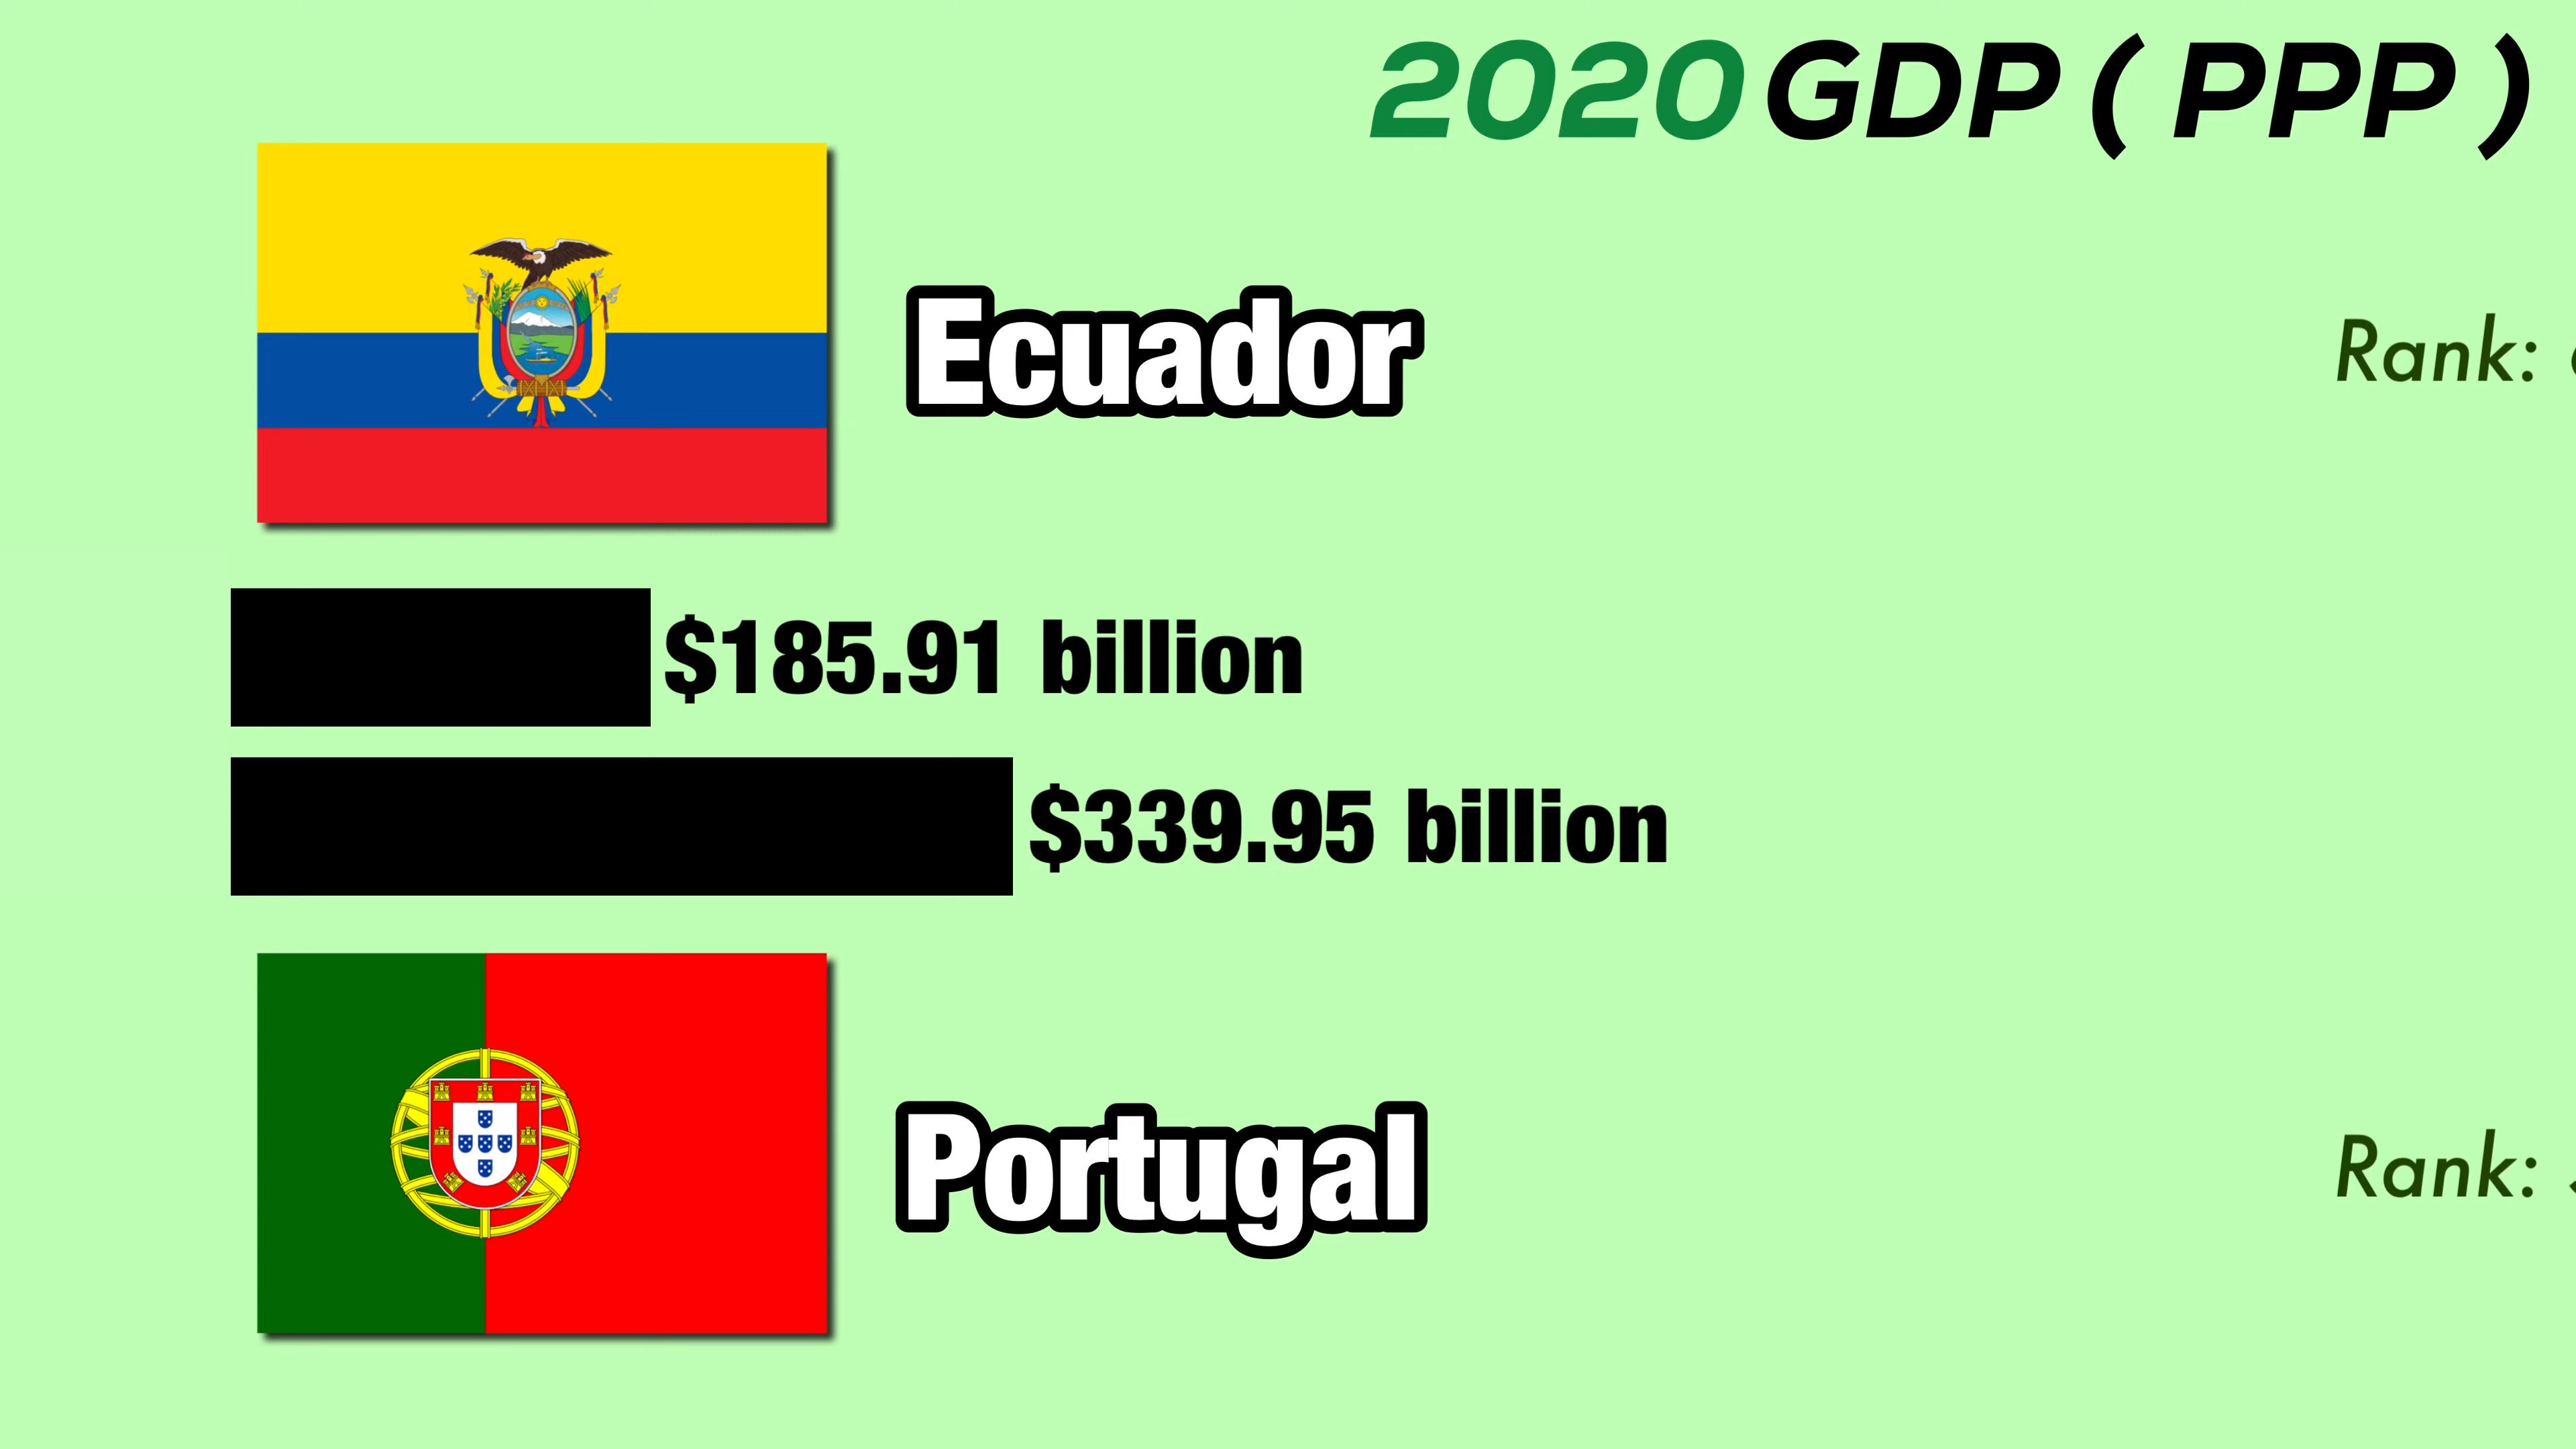 2020 GDP ( PPP )
Ecuador
Rank:
$185.91 billion
$339.95 billion
Portugal
Rank: